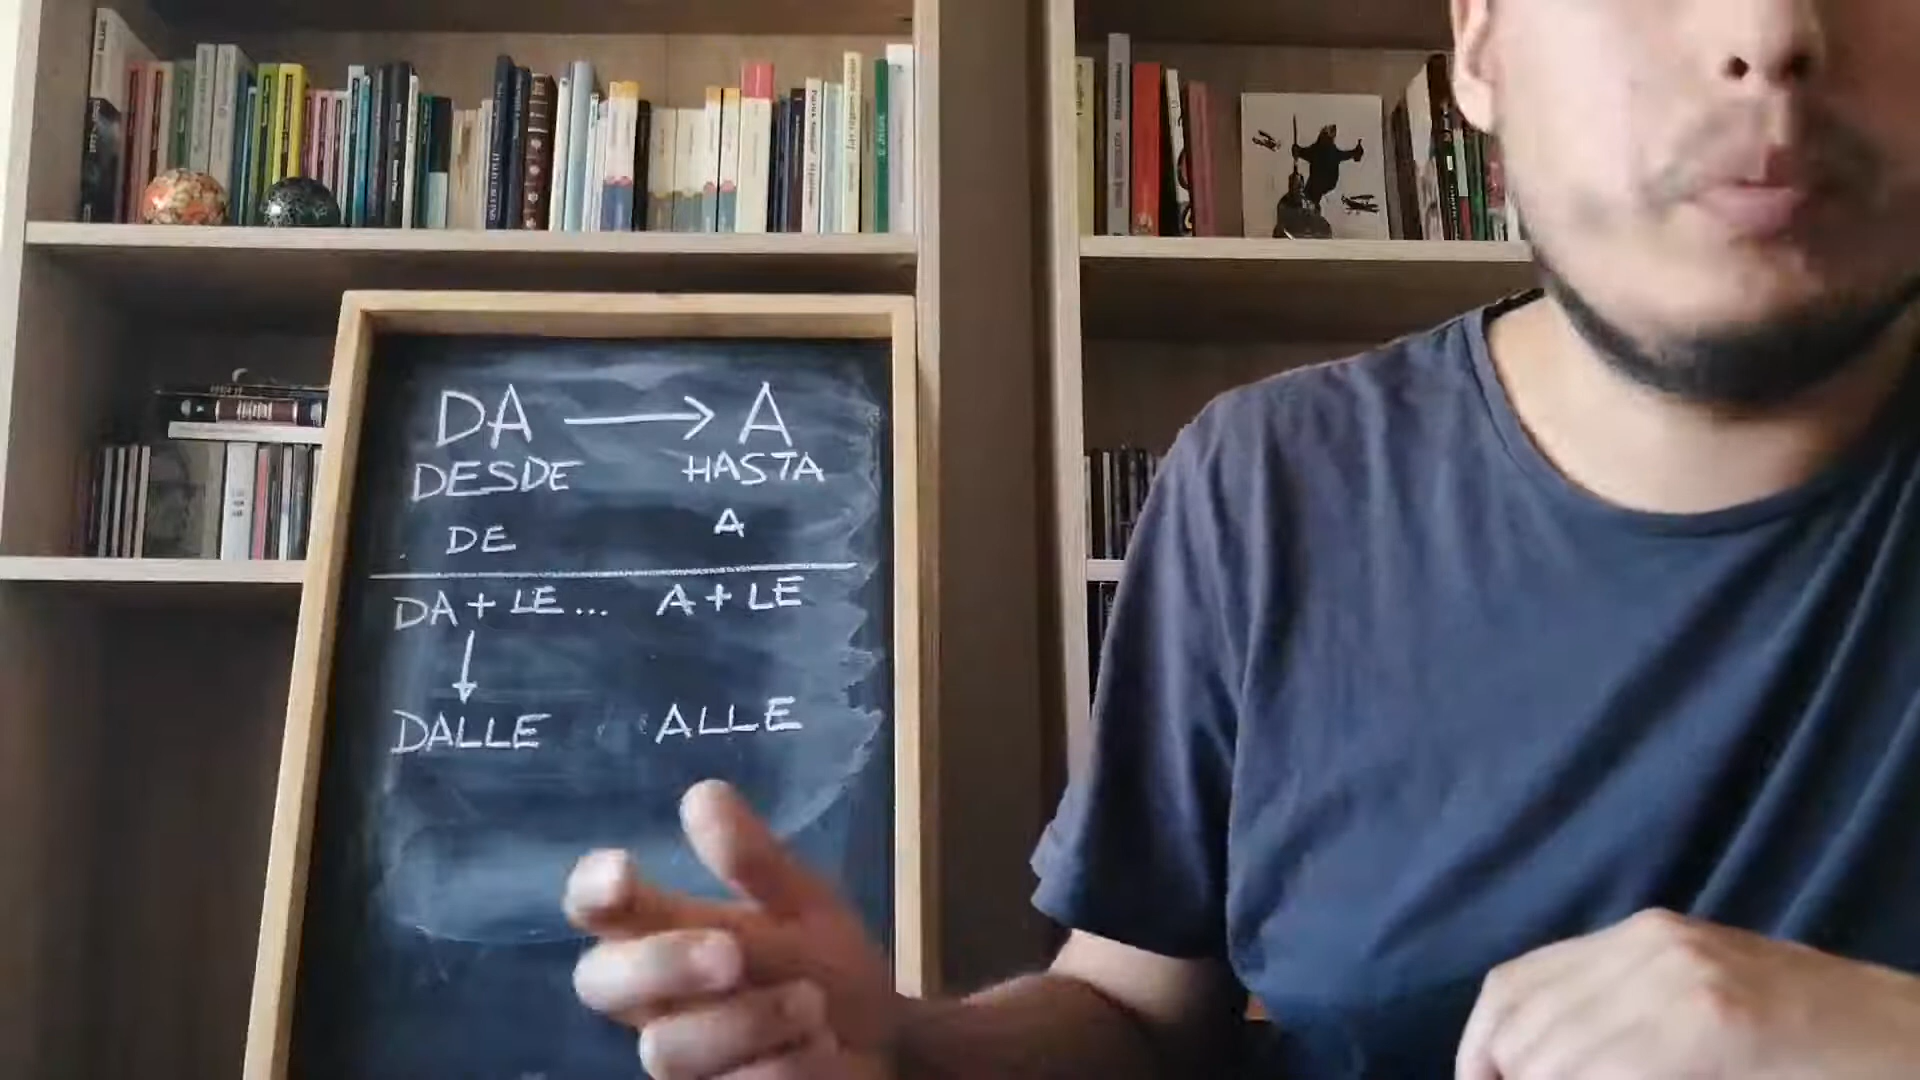 DA → A
DESDE HASTA
DE A
DA + LE... A + LE
↓
DALLE ALLE